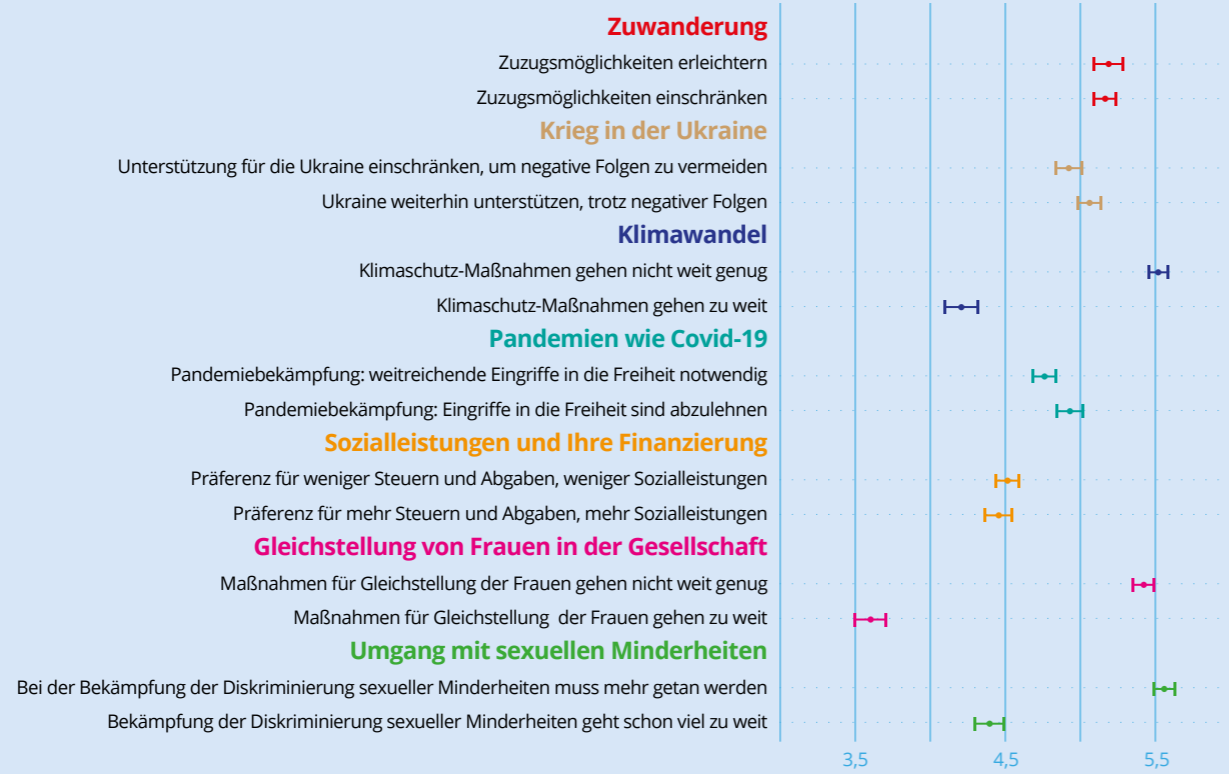 Zuwanderung
Zuzugsmöglichkeiten erleichtern
Zuzugsmöglichkeiten einschränken
Krieg in der Ukraine
Unterstützung für die Ukraine einschränken, um negative Folgen zu vermeiden
Ukraine weiterhin unterstützen, trotz negativer Folgen
Klimawandel
Klimaschutz-Maßnahmen gehen nicht weit genug
Klimaschutz-Maßnahmen gehen zu weit
Pandemien wie Covid-19
Pandemiebekämpfung: weitreichende Eingriffe in die Freiheit notwendig
Pandemiebekämpfung: Eingriffe in die Freiheit sind abzulehnen
Sozialleistungen und Ihre Finanzierung
Präferenz für weniger Steuern und Abgaben, weniger Sozialleistungen
Präferenz für mehr Steuern und Abgaben, mehr Sozialleistungen
Gleichstellung von Frauen in der Gesellschaft
Maßnahmen für Gleichstellung der Frauen gehen nicht weit genug
Maßnahmen für Gleichstellung der Frauen gehen zu weit
Umgang mit sexuellen Minderheiten
Bei der Bekämpfung der Diskriminierung sexueller Minderheiten muss mehr getan werden
Bekämpfung der Diskriminierung sexueller Minderheiten geht schon viel zu weit
3,5 4,5 5,5